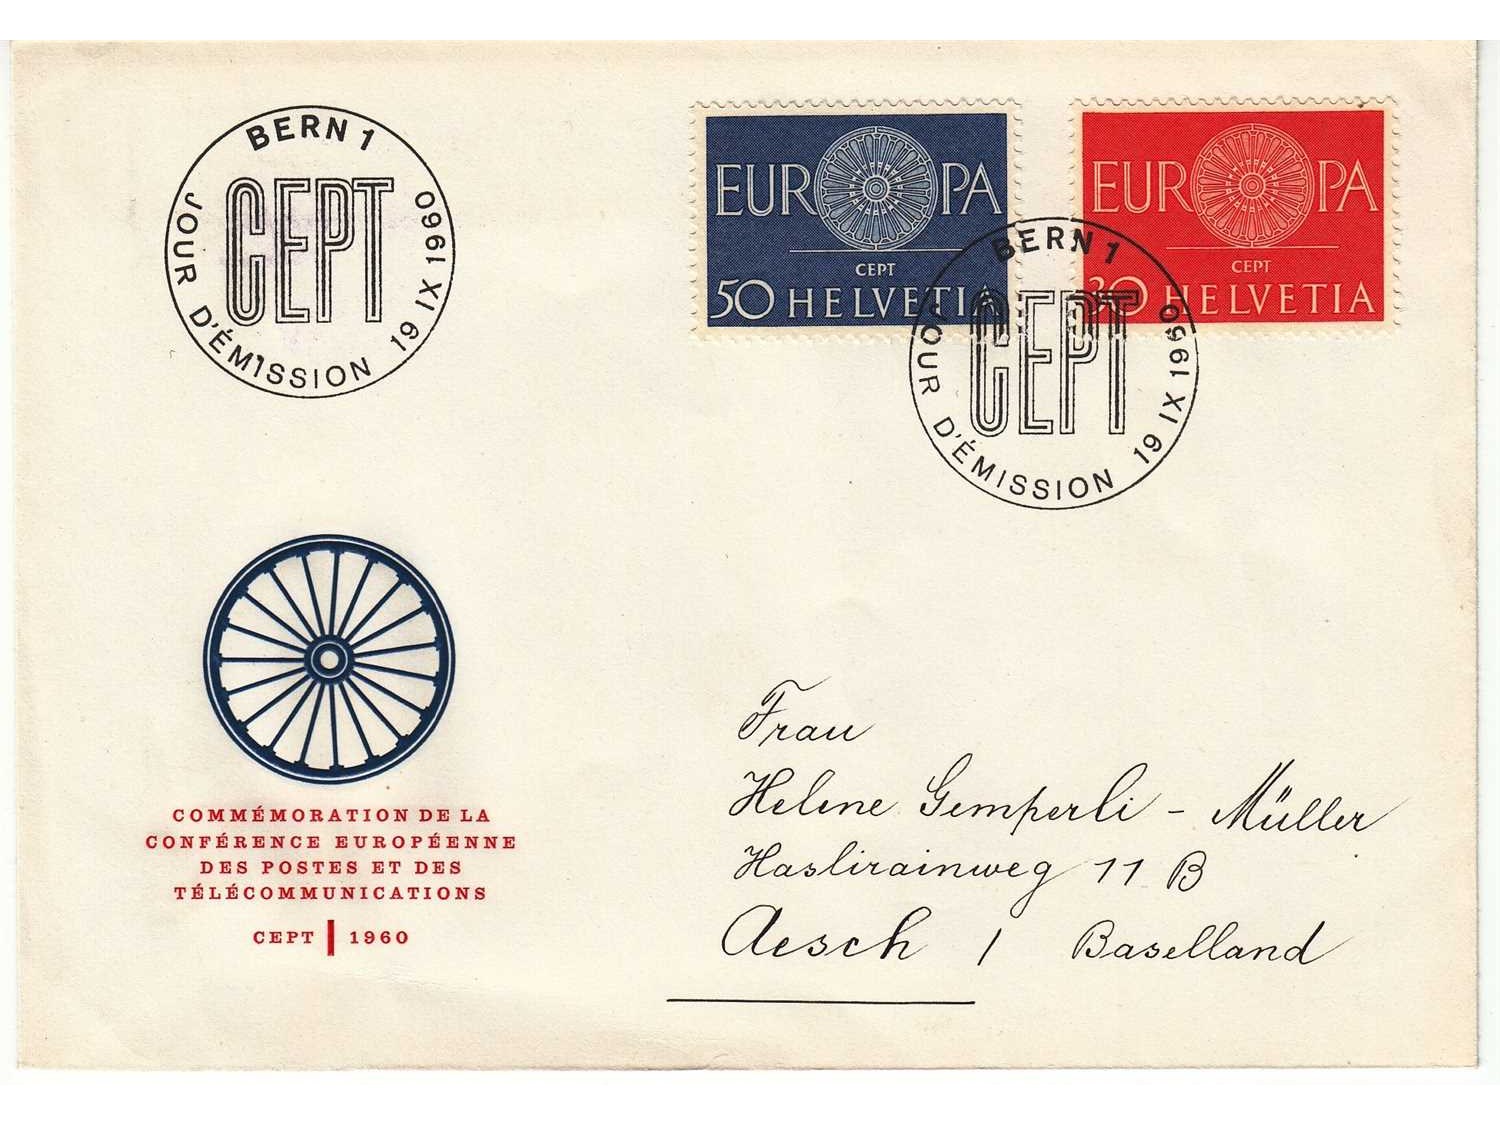 BERN 1
CEPT
JOUR D'ÉMISSION 19 IX 1960
EUROPA
CEPT
50 HELVETIA
EUROPA
CEPT
30 HELVETIA
BERN 1
CEPT
JOUR D'ÉMISSION 19 IX 1960
COMMÉMORATION DE LA
CONFÉRENCE EUROPÉENNE
DES POSTES ET DES
TÉLÉCOMMUNICATIONS
CEPT | 1960
Frau
Helene Gemperli - Müller
Haslirainweg 11 B
Aesch / Baselland